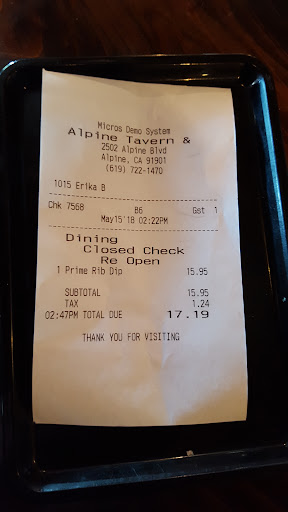 Micros Demo System
Alpine Tavern &
2502 Alpine Blvd
Alpine, CA 91901
(619) 722-1470
1015 Erika B
Chk 7568 B6 Gst 1
May15'18 02:22PM
Dining
Closed Check
Re Open
1 Prime Rib Dip 15.95
SUBTOTAL 15.95
TAX 1.24
02:47PM TOTAL DUE 17.19
THANK YOU FOR VISITING